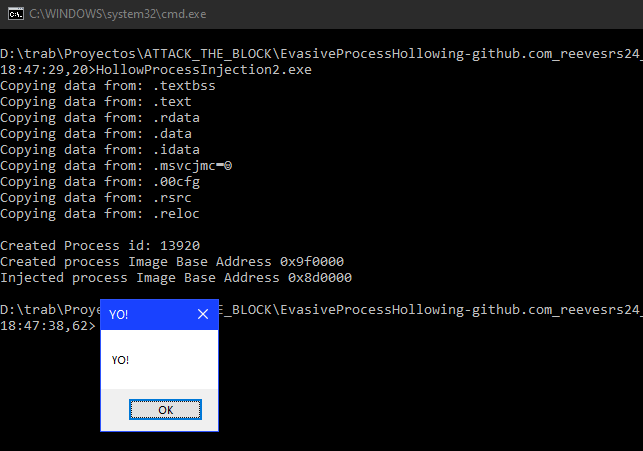 C:\WINDOWS\system32\cmd.exe
D:\trab\Proyectos\ATTACK_THE_BLOCK\EvasiveProcessHollowing-github.com_reevesrs24_
18:47:29,20>HollowProcessInjection2.exe
Copying data from: .textbss
Copying data from: .text
Copying data from: .rdata
Copying data from: .data
Copying data from: .idata
Copying data from: .msvcjmc=☺
Copying data from: .00cfg
Copying data from: .rsrc
Copying data from: .reloc
Created Process id: 13920
Created process Image Base Address 0x9f0000
Injected process Image Base Address 0x8d0000
D:\trab\Proye E_BLOCK\EvasiveProcessHollowing-github.com_reevesrs24_
18:47:38,62>
YO!
YO!
OK